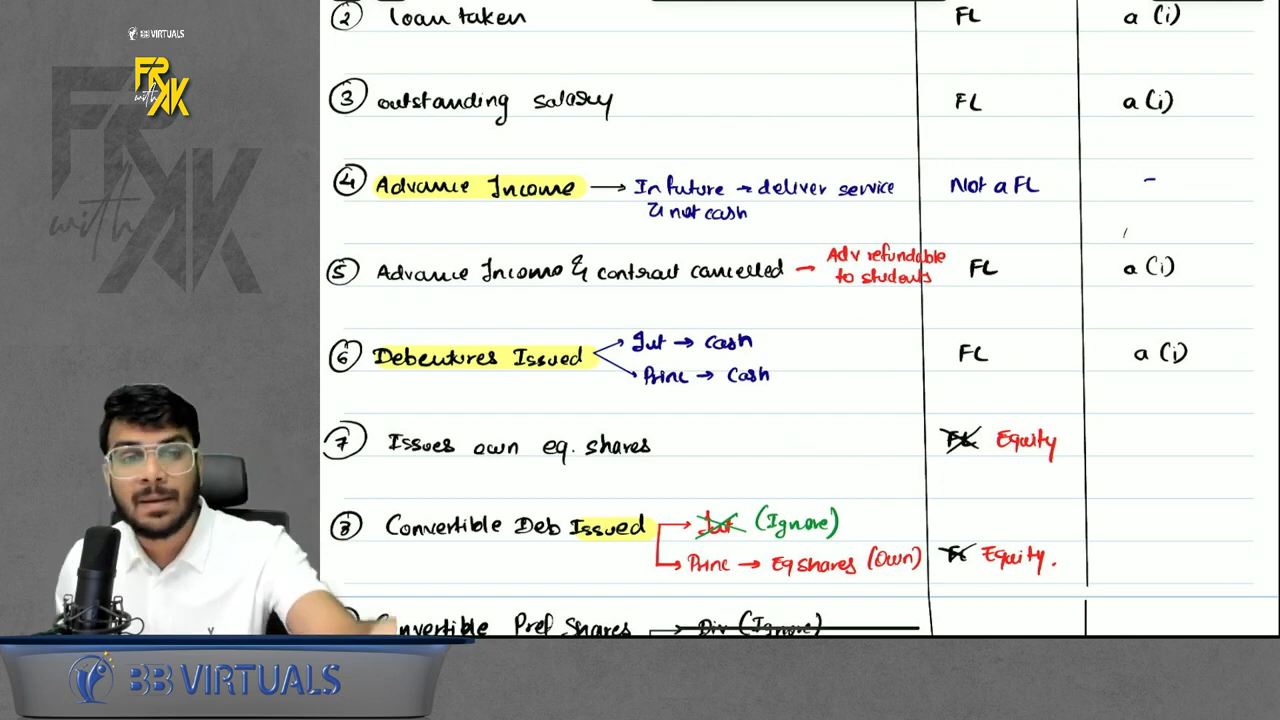 BB VIRTUALS
FR
with AK
FR
with AK
② Loan taken FL a (i)
③ outstanding salary FL a (i)
④ Advance Income → In future → deliver service Not a FL -
& not cash
⑤ Advance Income & contract cancelled → Adv refundable FL a (i)
to students
⑥ Debentures Issued → Int → Cash FL a (i)
→ Princ → Cash
⑦ Issues own eq. shares FL Equity
⑧ Convertible Deb Issued → Int (Ignore)
→ Princ → Eq shares (Own) FL Equity.
Convertible Pref Shares → Div (Ignore)
BB VIRTUALS